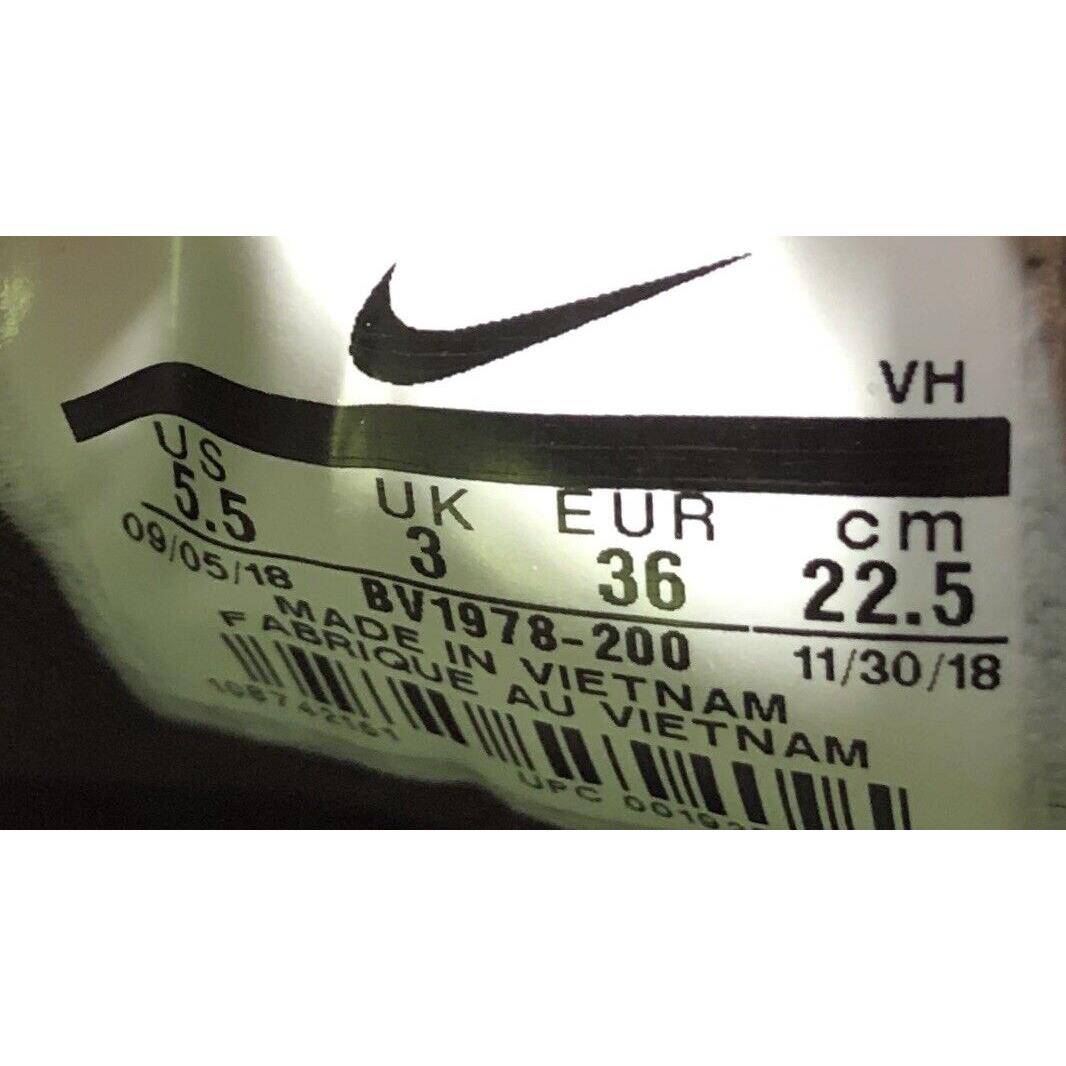 VH
US UK EUR cm
5.5 3 36 22.5
09/05/18 BV1978-200 11/30/18
MADE IN VIETNAM
FABRIQUE AU VIETNAM
UPC